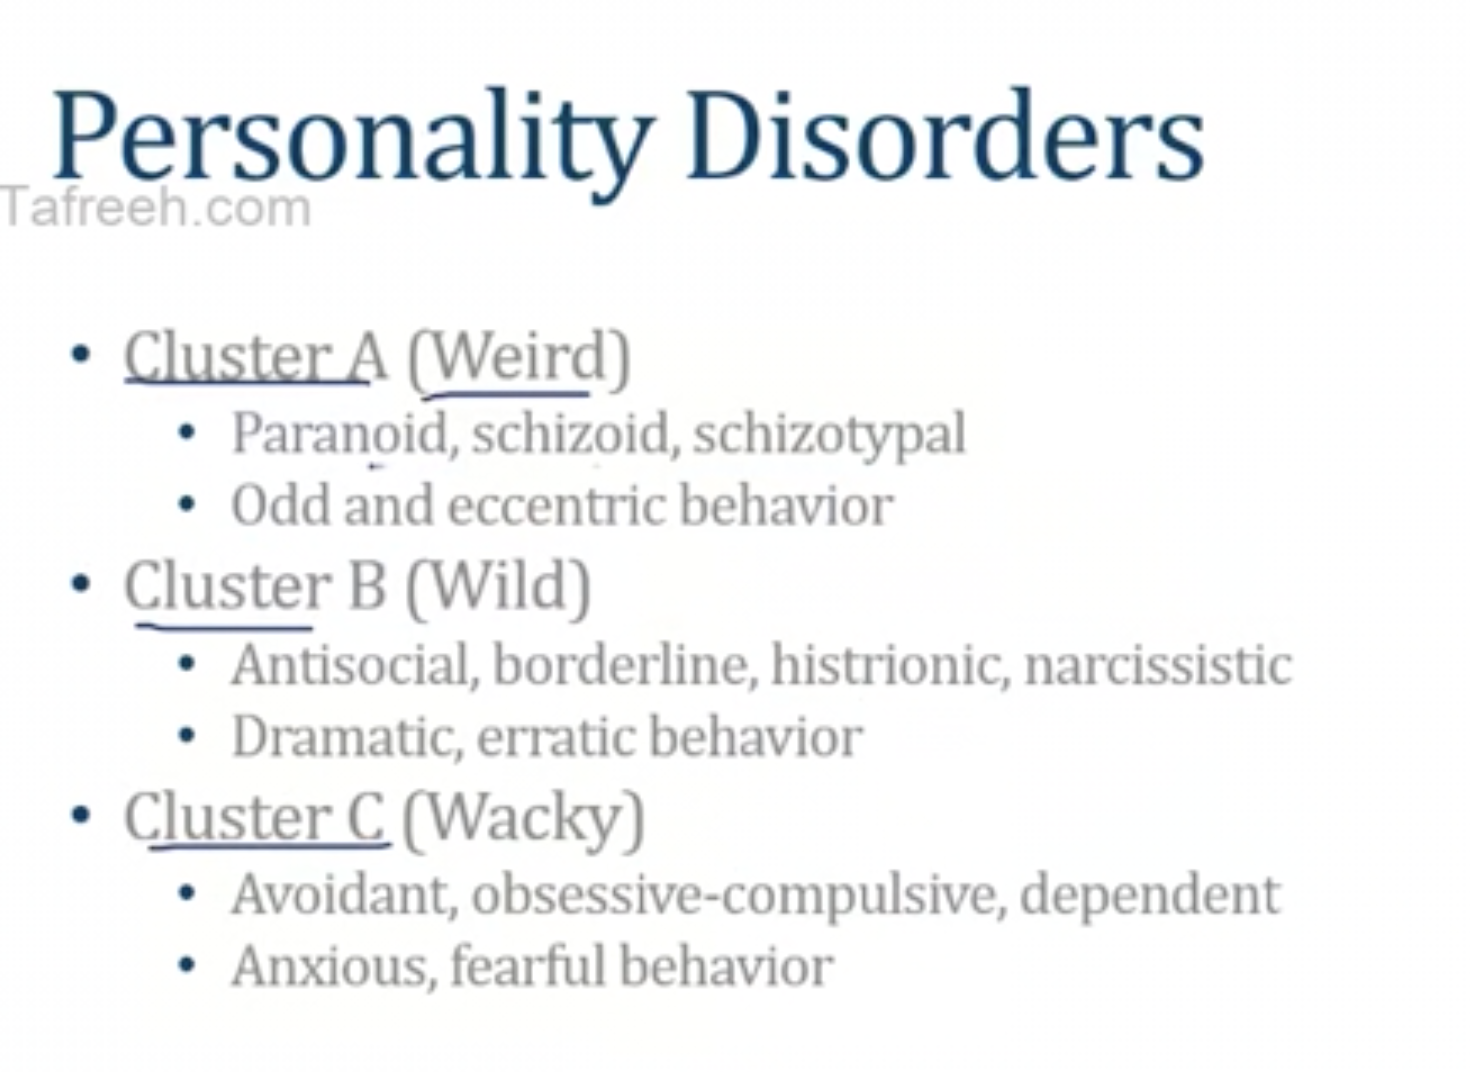 Personality Disorders
Tafreeh.com
• Cluster A (Weird)
• Paranoid, schizoid, schizotypal
• Odd and eccentric behavior
• Cluster B (Wild)
• Antisocial, borderline, histrionic, narcissistic
• Dramatic, erratic behavior
• Cluster C (Wacky)
• Avoidant, obsessive-compulsive, dependent
• Anxious, fearful behavior